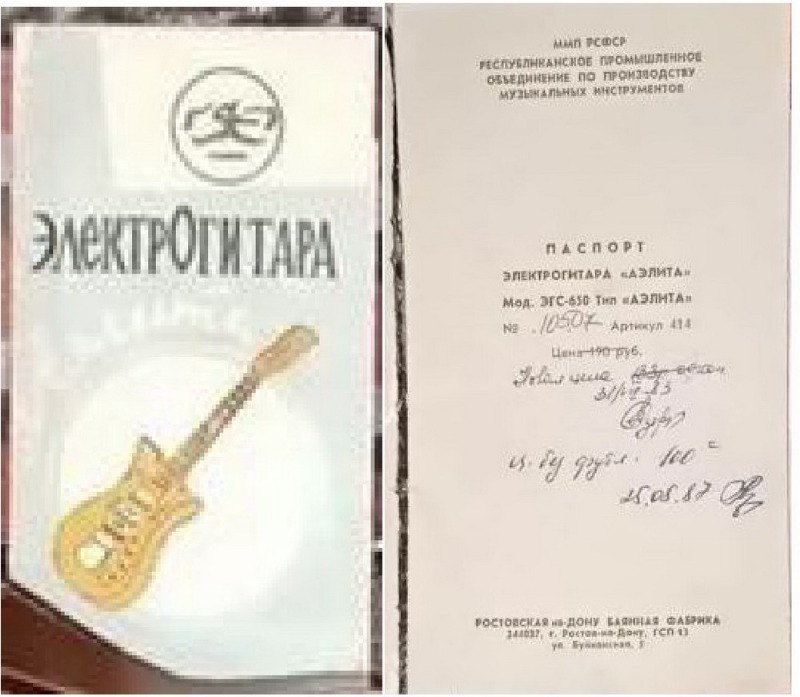 ЭЛЕКТРОГИТАРА
ММП РСФСР
РЕСПУБЛИКАНСКОЕ ПРОМЫШЛЕННОЕ
ОБЪЕДИНЕНИЕ ПО ПРОИЗВОДСТВУ
МУЗЫКАЛЬНЫХ ИНСТРУМЕНТОВ
ПАСПОРТ
ЭЛЕКТРОГИТАРА «АЭЛИТА»
Мод. ЭГС-650 Тип «АЭЛИТА»
№ 10507 Артикул 414
Цена 190 руб.
Новая цена
100
25.08.87
РОСТОВСКАЯ-на-ДОНУ БАЯННАЯ ФАБРИКА
344037, г. Ростов-на-Дону, ГСП 13
ул. Буйнакская, 5